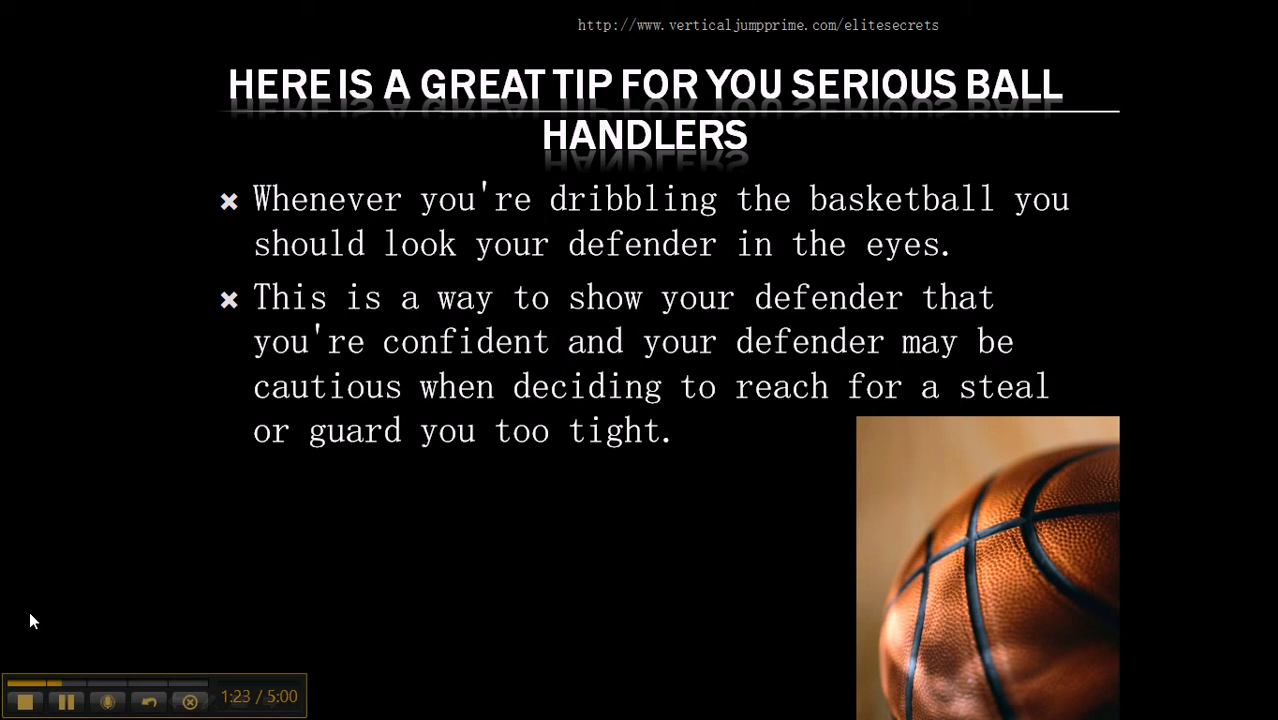 http://www.verticaljumpprime.com/elitesecrets
HERE IS A GREAT TIP FOR YOU SERIOUS BALL
HANDLERS
Whenever you're dribbling the basketball you
should look your defender in the eyes.
This is a way to show your defender that
you're confident and your defender may be
cautious when deciding to reach for a steal
or guard you too tight.
1:23 / 5:00